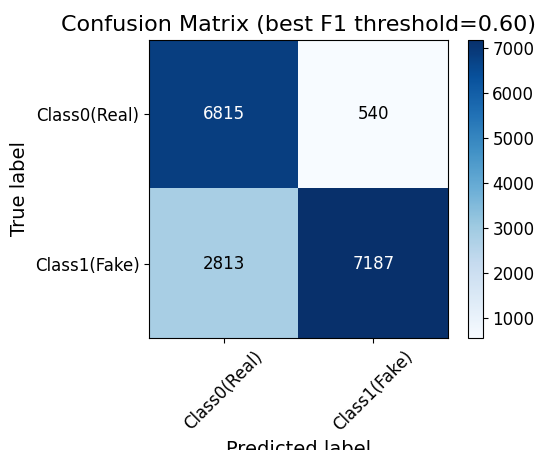 Confusion Matrix (best F1 threshold=0.60)
True label
Class0(Real)
6815
540
Class1(Fake)
2813
7187
Class0(Real)
Class1(Fake)
Predicted label
7000
6000
5000
4000
3000
2000
1000